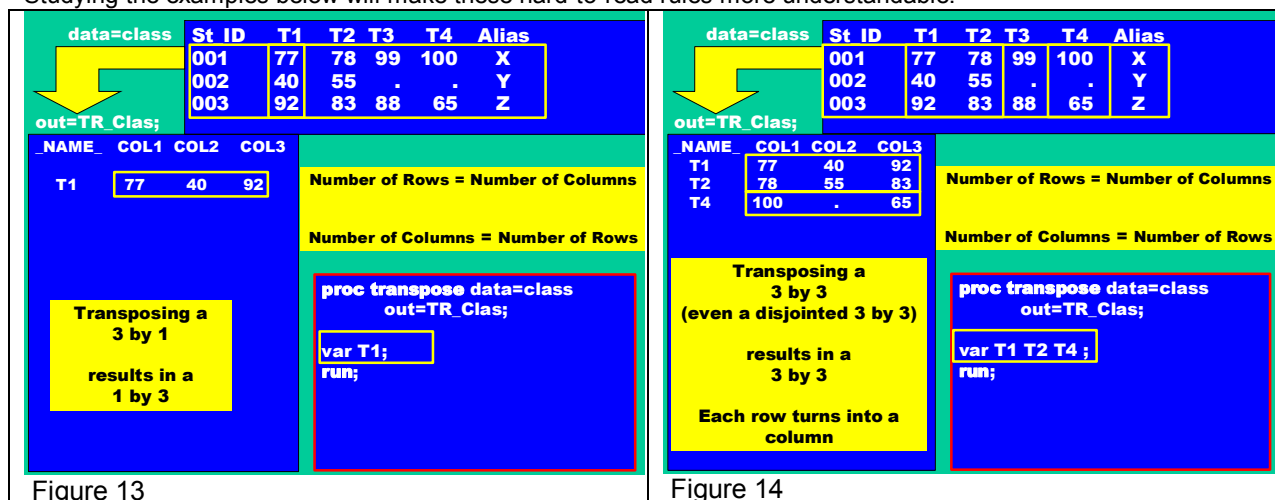 Studying the examples below will make these hard to read rules more understandable.
data=class
St_ID T1 T2 T3 T4 Alias
001 77 78 99 100 X
002 40 55 . . Y
003 92 83 88 65 Z
out=TR_Clas;
_NAME_ COL1 COL2 COL3
T1 77 40 92
Number of Rows = Number of Columns
Number of Columns = Number of Rows
Transposing a
3 by 1
results in a
1 by 3
proc transpose data=class
out=TR_Clas;
var T1;
run;
Figure 13
data=class
St_ID T1 T2 T3 T4 Alias
001 77 78 99 100 X
002 40 55 . . Y
003 92 83 88 65 Z
out=TR_Clas;
_NAME_ COL1 COL2 COL3
T1 77 40 92
T2 78 55 83
T4 100 . 65
Number of Rows = Number of Columns
Number of Columns = Number of Rows
Transposing a
3 by 3
(even a disjointed 3 by 3)
results in a
3 by 3
Each row turns into a
column
proc transpose data=class
out=TR_Clas;
var T1 T2 T4 ;
run;
Figure 14